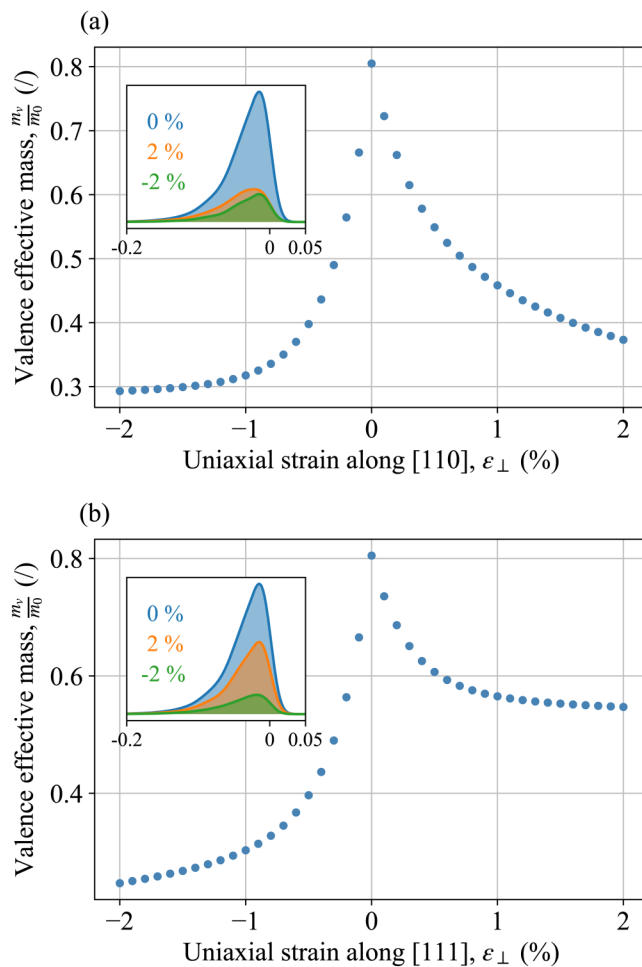 (a)
Valence effective mass, m_v/m_0 (/)
0.8
0.7
0.6
0.5
0.4
0.3
0 %
2 %
-2 %
-0.2 0 0.05
−2 −1 0 1 2
Uniaxial strain along [110], ε⊥ (%)
(b)
Valence effective mass, m_v/m_0 (/)
0.8
0.6
0.4
0 %
2 %
-2 %
-0.2 0 0.05
−2 −1 0 1 2
Uniaxial strain along [111], ε⊥ (%)